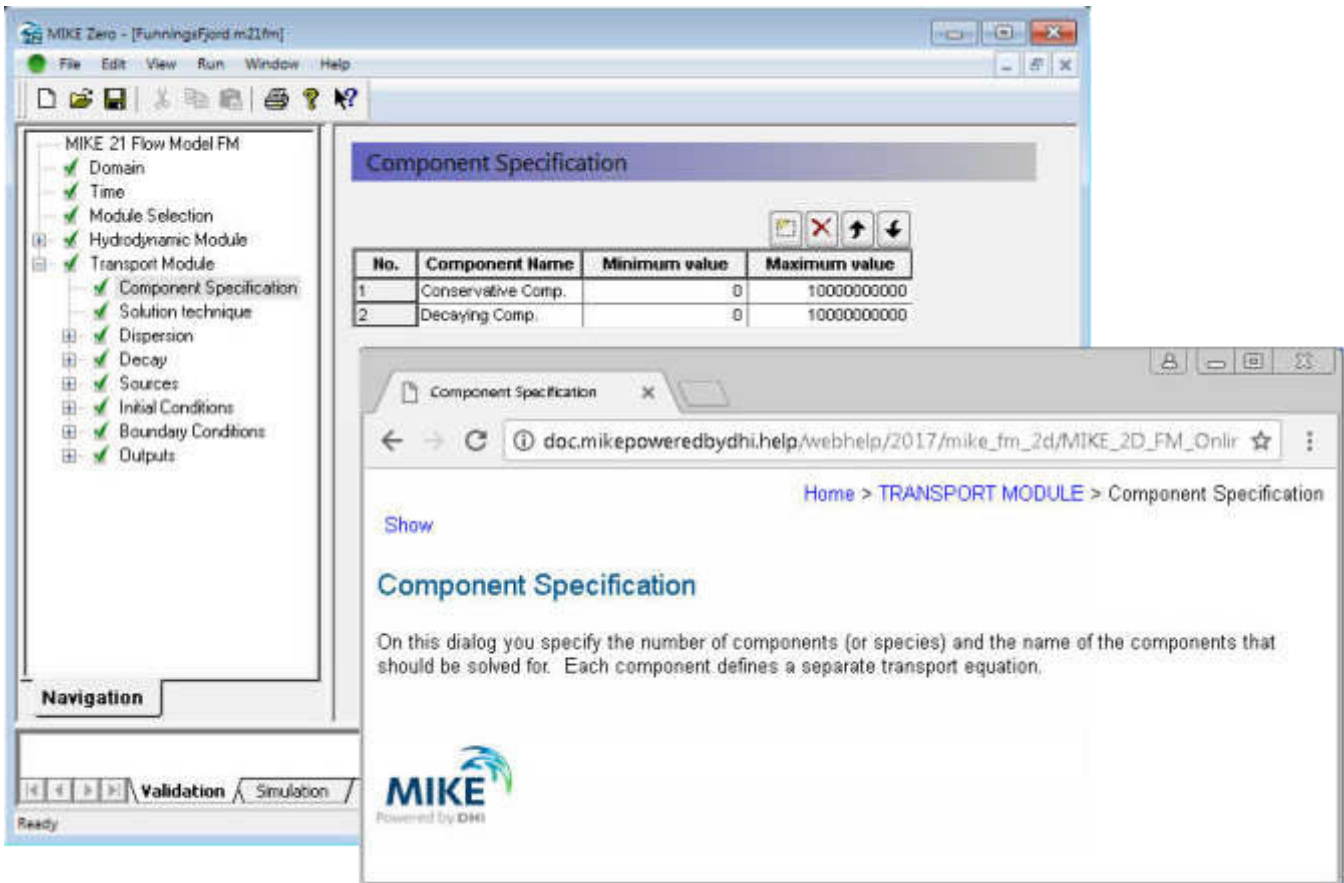 MIKE Zero - [FunningsFjord m21fm]
File Edit View Run Window Help
MIKE 21 Flow Model FM
Domain
Time
Module Selection
Hydrodynamic Module
Transport Module
Component Specification
Solution technique
Dispersion
Decay
Sources
Initial Conditions
Boundary Conditions
Outputs
Navigation
Component Specification
No. Component Name Minimum value Maximum value
1 Conservative Comp. 0 10000000000
2 Decaying Comp. 0 10000000000
Validation Simulation
Ready
Component Specification
doc.mikepoweredbydhi.help/webhelp/2017/mike_fm_2d/MIKE_2D_FM_Onlir
Home > TRANSPORT MODULE > Component Specification
Show
Component Specification
On this dialog you specify the number of components (or species) and the name of the components that
should be solved for. Each component defines a separate transport equation.
MIKE
Powered by DHI